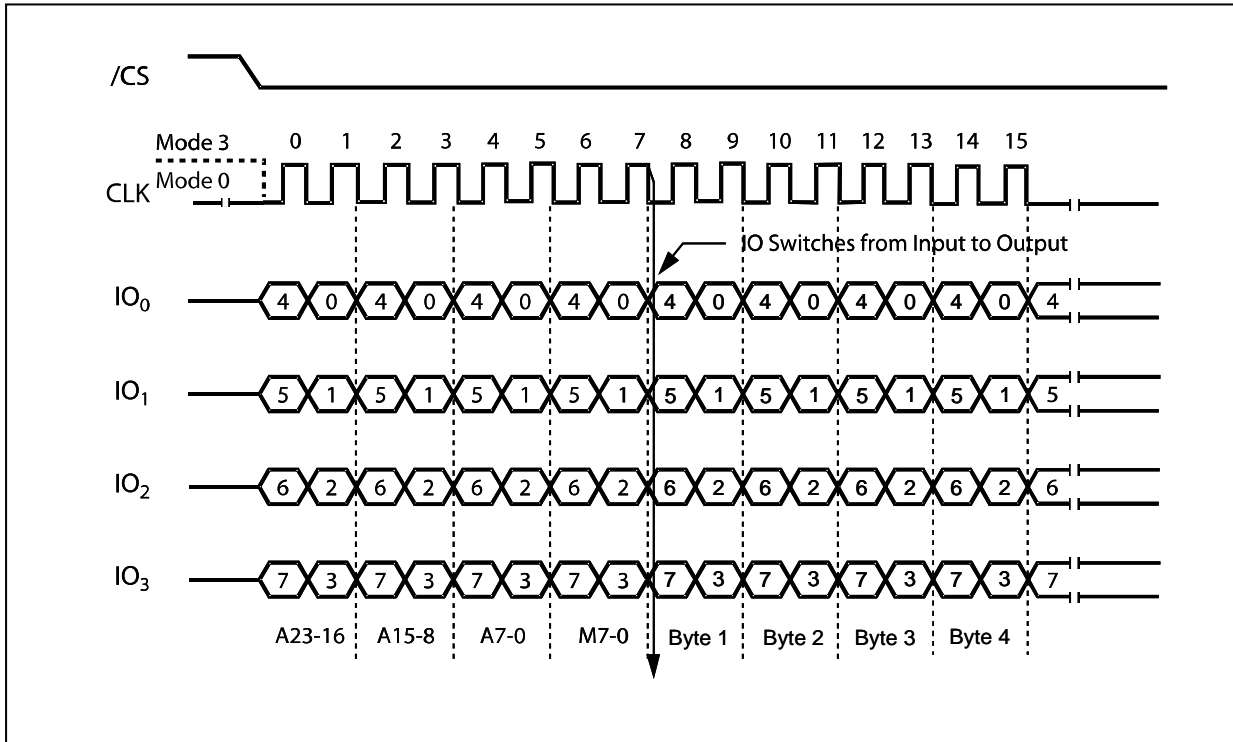 /CS
Mode 3
0 1 2 3 4 5 6 7 8 9 10 11 12 13 14 15
CLK
Mode 0
IO Switches from Input to Output
IO0 4 0 4 0 4 0 4 0 4 0 4 0 4 0 4 0 4
IO1 5 1 5 1 5 1 5 1 5 1 5 1 5 1 5 1 5
IO2 6 2 6 2 6 2 6 2 6 2 6 2 6 2 6 2 6
IO3 7 3 7 3 7 3 7 3 7 3 7 3 7 3 7 3 7
A23-16 A15-8 A7-0 M7-0 Byte 1 Byte 2 Byte 3 Byte 4